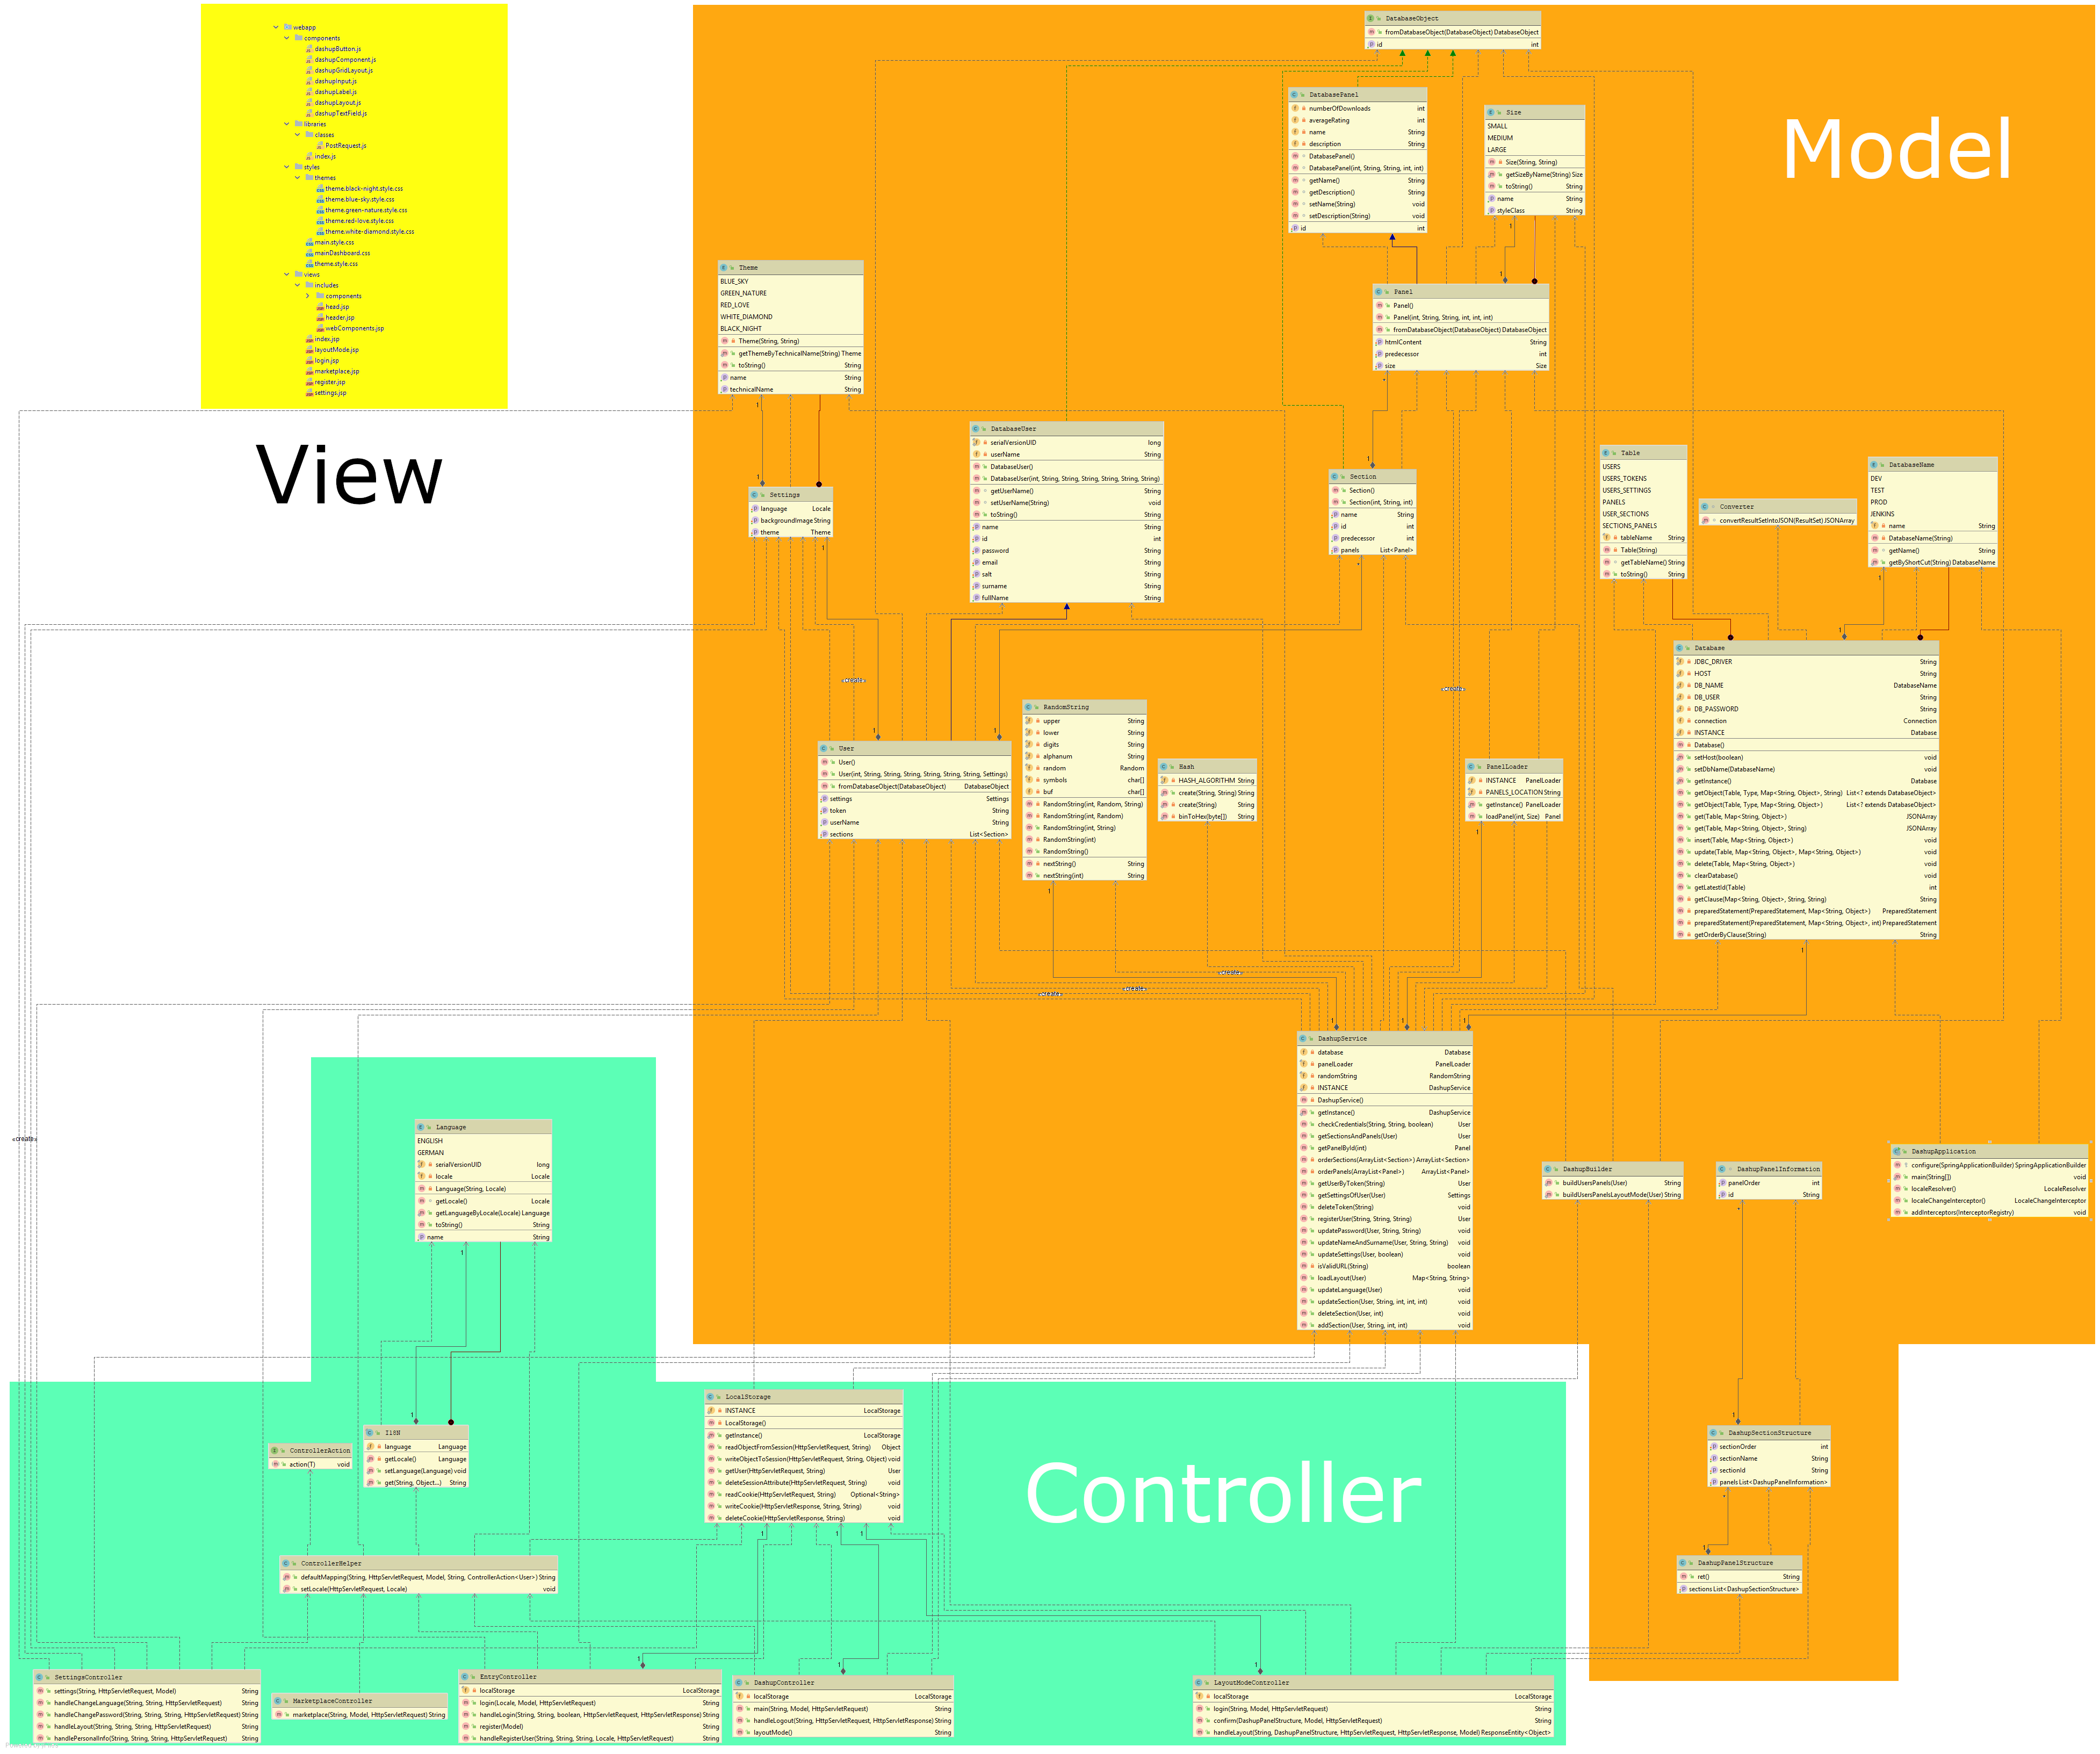 webapp
components
dashupButton.js
dashupComponent.js
dashupGridLayout.js
dashupInput.js
dashupLabel.js
dashupLayout.js
dashupTextField.js
libraries
classes
PostRequest.js
index.js
styles
themes
theme.black-night.style.css
theme.blue-sky.style.css
theme.green-nature.style.css
theme.red-love.style.css
theme.white-diamond.style.css
main.style.css
mainDashboard.css
theme.style.css
views
includes
components
head.jsp
header.jsp
webComponents.jsp
index.jsp
layoutMode.jsp
login.jsp
marketplace.jsp
register.jsp
settings.jsp
View
Model
DatabaseObject
fromDatabaseObject(DatabaseObject) DatabaseObject
id int
DatabasePanel
numberOfDownloads int
averageRating int
name String
description String
DatabasePanel()
DatabasePanel(int, String, String, int, int)
getName() String
getDescription() String
setName(String) void
setDescription(String) void
id int
Size
SMALL
MEDIUM
LARGE
Size(String, String)
getSizeByName(String) Size
toString() String
name String
styleClass String
Theme
BLUE_SKY
GREEN_NATURE
RED_LOVE
WHITE_DIAMOND
BLACK_NIGHT
Theme(String, String)
getThemeByTechnicalName(String) Theme
toString() String
name String
technicalName String
Panel
Panel()
Panel(int, String, String, int, int, int)
fromDatabaseObject(DatabaseObject) DatabaseObject
htmlContent String
predecessor int
size Size
DatabaseUser
serialVersionUID long
userName String
DatabaseUser()
DatabaseUser(int, String, String, String, String, String, String)
getUserName() String
setUserName(String) void
toString() String
name String
id int
password String
email String
salt String
surname String
fullName String
Settings
language Locale
backgroundImage String
theme Theme
Section
Section()
Section(int, String, int)
name String
id int
predecessor int
panels List<Panel>
Table
USERS
USERS_TOKENS
USERS_SETTINGS
PANELS
USER_SECTIONS
SECTIONS_PANELS
tableName String
Table(String)
getTableName() String
toString() String
Converter
convertResultSetIntoJSON(ResultSet) JSONArray
DatabaseName
DEV
TEST
PROD
JENKINS
name String
DatabaseName(String)
getName() String
getByShortCut(String) DatabaseName
Database
JDBC_DRIVER String
HOST String
DB_NAME DatabaseName
DB_USER String
DB_PASSWORD String
connection Connection
INSTANCE Database
Database()
setHost(boolean) void
setDbName(DatabaseName) void
getInstance() Database
getObject(Table, Type, Map<String, Object>, String) List<? extends DatabaseObject>
getObject(Table, Type, Map<String, Object>) List<? extends DatabaseObject>
get(Table, Map<String, Object>) JSONArray
get(Table, Map<String, Object>, String) JSONArray
insert(Table, Map<String, Object>) void
update(Table, Map<String, Object>, Map<String, Object>) void
delete(Table, Map<String, Object>) void
clearDatabase() void
getLatestId(Table) int
getClause(Map<String, Object>, String, String) String
preparedStatement(PreparedStatement, Map<String, Object>) PreparedStatement
preparedStatement(PreparedStatement, Map<String, Object>, int) PreparedStatement
getOrderByClause(String) String
«create»
«create»
User
User()
User(int, String, String, String, String, String, String, Settings)
fromDatabaseObject(DatabaseObject) DatabaseObject
settings Settings
token String
userName String
sections List<Section>
RandomString
upper String
lower String
digits String
alphanum String
random Random
symbols char[]
buf char[]
RandomString(int, Random, String)
RandomString(int, Random)
RandomString(int, String)
RandomString(int)
RandomString()
nextString() String
nextString(int) String
Hash
HASH_ALGORITHM String
create(String, String) String
create(String) String
binToHex(byte[]) String
PanelLoader
INSTANCE PanelLoader
PANELS_LOCATION String
getInstance() PanelLoader
loadPanel(int, Size) Panel
«create»
«create»
«create»
DashupService
database Database
panelLoader PanelLoader
randomString RandomString
INSTANCE DashupService
DashupService()
getInstance() DashupService
checkCredentials(String, String, boolean) User
getSectionsAndPanels(User) User
getPanelById(int) Panel
orderSections(ArrayList<Section>) ArrayList<Section>
orderPanels(ArrayList<Panel>) ArrayList<Panel>
getUserByToken(String) User
getSettingsOfUser(User) Settings
deleteToken(String) void
registerUser(String, String, String) User
updatePassword(User, String, String) void
updateNameAndSurname(User, String, String) void
updateSettings(User, boolean) void
isValidURL(String) boolean
loadLayout(User) Map<String, String>
updateLanguage(User) void
updateSection(User, String, int, int, int) void
deleteSection(User, int) void
addSection(User, String, int, int) void
DashupBuilder
buildUsersPanels(User) String
buildUsersPanelsLayoutMode(User) String
DashupPanelInformation
panelOrder int
id String
DashupApplication
configure(SpringApplicationBuilder) SpringApplicationBuilder
main(String[]) void
localeResolver() LocaleResolver
localeChangeInterceptor() LocaleChangeInterceptor
addInterceptors(InterceptorRegistry) void
«create»
Language
ENGLISH
GERMAN
serialVersionUID long
locale Locale
Language(String, Locale)
getLocale() Locale
getLanguageByLocale(Locale) Language
toString() String
name String
Controller
ControllerAction
action(T) void
I18N
language Language
getLocale() Language
setLanguage(Language) void
get(String, Object...) String
LocalStorage
INSTANCE LocalStorage
LocalStorage()
getInstance() LocalStorage
readObjectFromSession(HttpServletRequest, String) Object
writeObjectToSession(HttpServletRequest, String, Object) void
getUser(HttpServletRequest, String) User
deleteSessionAttribute(HttpServletRequest, String) void
readCookie(HttpServletRequest, String) Optional<String>
writeCookie(HttpServletResponse, String, String) void
deleteCookie(HttpServletResponse, String) void
DashupSectionStructure
sectionOrder int
sectionName String
sectionId String
panels List<DashupPanelInformation>
ControllerHelper
defaultMapping(String, HttpServletRequest, Model, String, ControllerAction<User>) String
setLocale(HttpServletRequest, Locale) void
DashupPanelStructure
ret() String
sections List<DashupSectionStructure>
SettingsController
settings(String, HttpServletRequest, Model) String
handleChangeLanguage(String, String, HttpServletRequest) String
handleChangePassword(String, String, String, HttpServletRequest) String
handleLayout(String, String, String, HttpServletRequest) String
handlePersonalInfo(String, String, String, HttpServletRequest) String
MarketplaceController
marketplace(String, Model, HttpServletRequest) String
EntryController
localStorage LocalStorage
login(Locale, Model, HttpServletRequest) String
handleLogin(String, String, boolean, HttpServletRequest, HttpServletResponse) String
register(Model) String
handleRegisterUser(String, String, String, Locale, HttpServletRequest) String
DashupController
localStorage LocalStorage
main(String, Model, HttpServletRequest) String
handleLogout(String, HttpServletRequest, HttpServletResponse) String
layoutMode() String
LayoutModeController
localStorage LocalStorage
login(String, Model, HttpServletRequest) String
confirm(DashupPanelStructure, Model, HttpServletRequest) String
handleLayout(String, DashupPanelStructure, HttpServletRequest, HttpServletResponse, Model) ResponseEntity<Object>